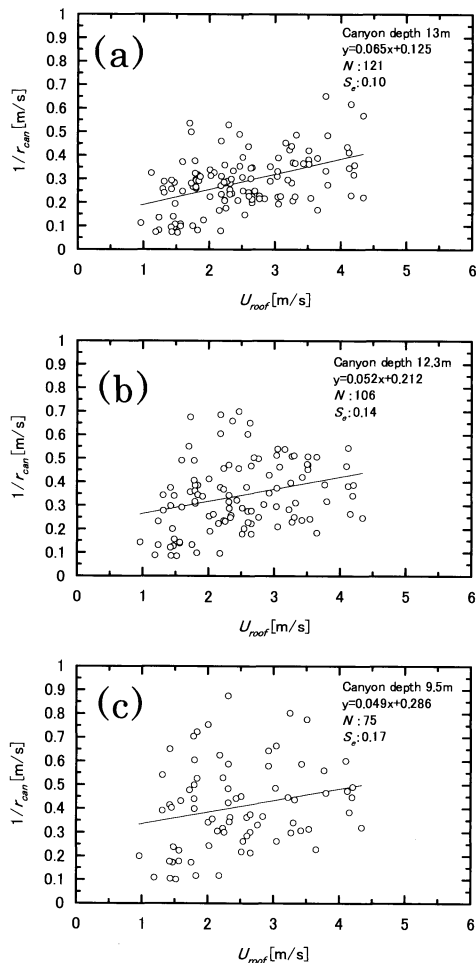 (a)
Canyon depth 13m
y=0.065x+0.125
N:121
Sₑ:0.10
1
0.9
0.8
0.7
0.6
0.5
0.4
0.3
0.2
0.1
0
1/r_can [m/s]
0 1 2 3 4 5 6
U_roof [m/s]
(b)
Canyon depth 12.3m
y=0.052x+0.212
N:106
Sₑ:0.14
1
0.9
0.8
0.7
0.6
0.5
0.4
0.3
0.2
0.1
0
1/r_can [m/s]
0 1 2 3 4 5 6
U_roof [m/s]
(c)
Canyon depth 9.5m
y=0.049x+0.286
N:75
Sₑ:0.17
1
0.9
0.8
0.7
0.6
0.5
0.4
0.3
0.2
0.1
0
1/r_can [m/s]
0 1 2 3 4 5 6
U_roof [m/s]